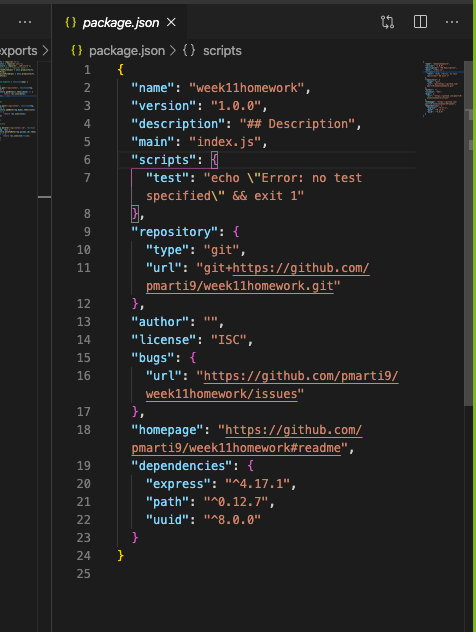 package.json
exports >
package.json > {} scripts
1 {
2 "name": "week11homework",
3 "version": "1.0.0",
4 "description": "## Description",
5 "main": "index.js",
6 "scripts": {
7 "test": "echo \"Error: no test
specified\" && exit 1"
8 },
9 "repository": {
10 "type": "git",
11 "url": "git+https://github.com/
pmarti9/week11homework.git"
12 },
13 "author": "",
14 "license": "ISC",
15 "bugs": {
16 "url": "https://github.com/pmarti9/
week11homework/issues"
17 },
18 "homepage": "https://github.com/
pmarti9/week11homework#readme",
19 "dependencies": {
20 "express": "^4.17.1",
21 "path": "^0.12.7",
22 "uuid": "^8.0.0"
23 }
24 }
25